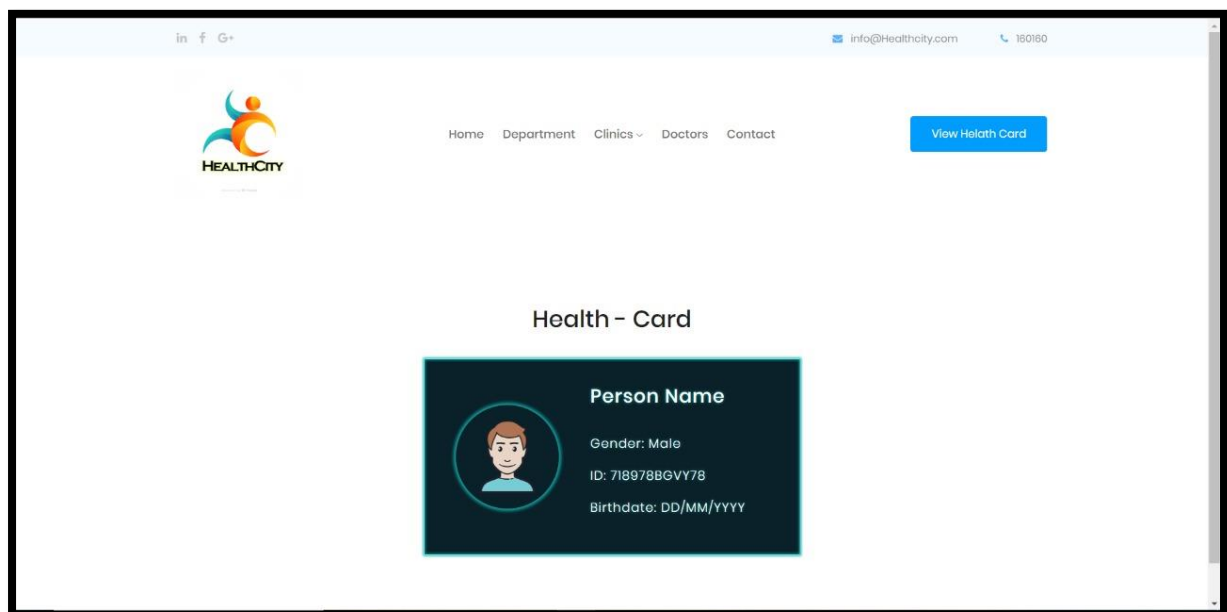 in f G+
info@Healthcity.com 160160
HEALTHCITY
Home Department Clinics Doctors Contact
View Helath Card
Health - Card
Person Name
Gender: Male
ID: 718978BGVY78
Birthdate: DD/MM/YYYY